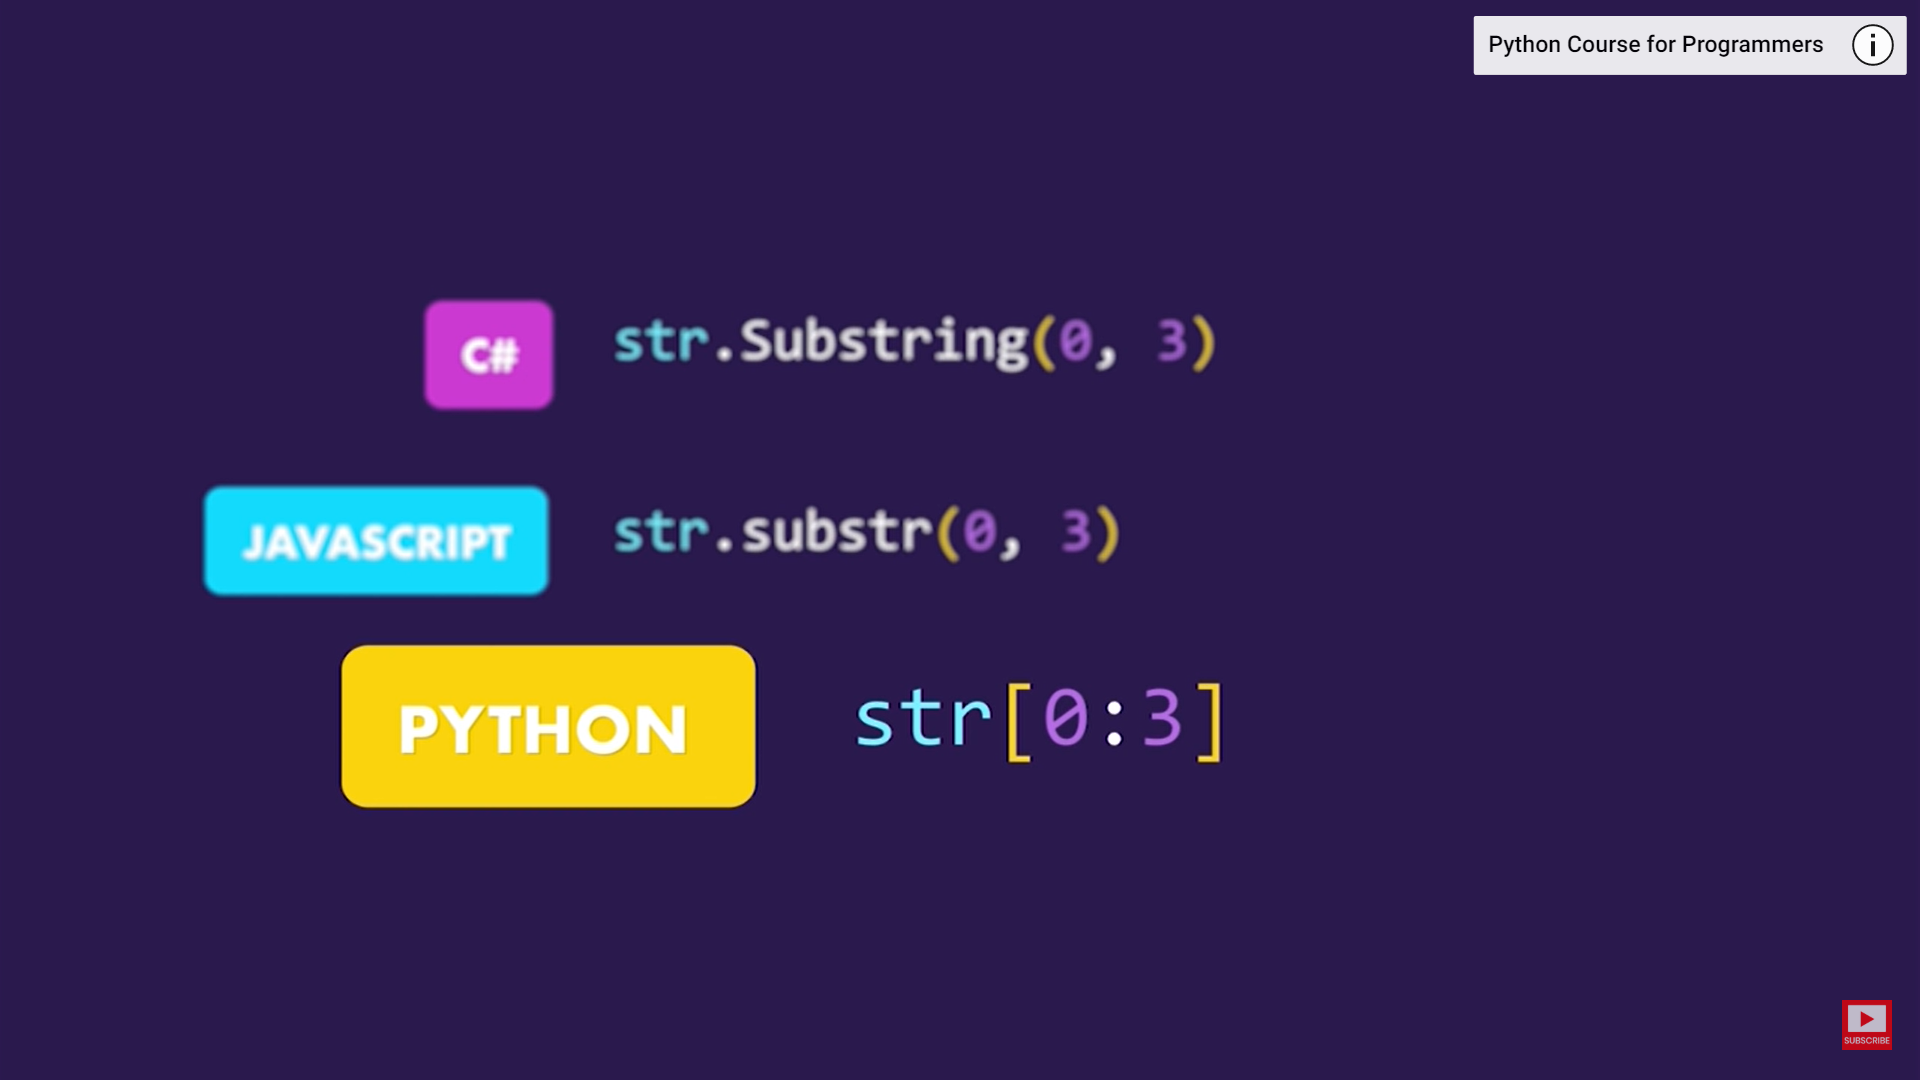 Python Course for Programmers
C# str.Substring(0, 3)
JAVASCRIPT str.substr(0, 3)
PYTHON str[0:3]
SUBSCRIBE